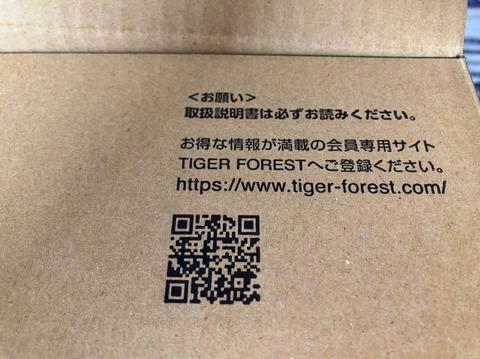 <お願い>
取扱説明書は必ずお読みください。
お得な情報が満載の会員専用サイト
TIGER FORESTへご登録ください。
https://www.tiger-forest.com/